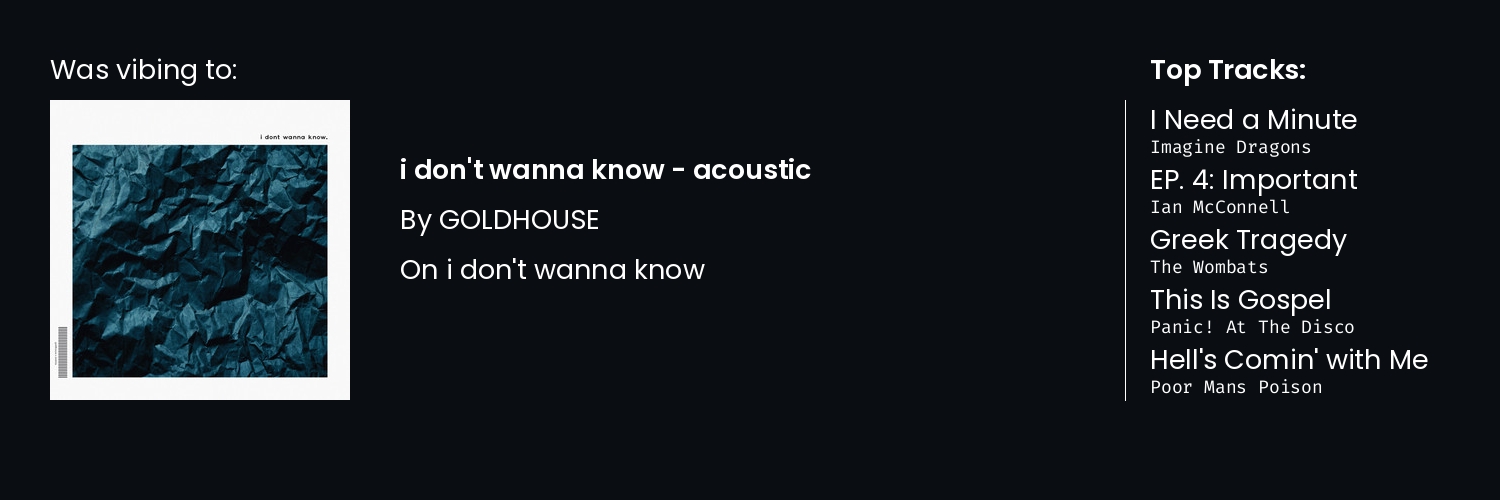 Was vibing to:
i dont wanna know.
i don't wanna know - acoustic
By GOLDHOUSE
On i don't wanna know
Top Tracks:
I Need a Minute
Imagine Dragons
EP. 4: Important
Ian McConnell
Greek Tragedy
The Wombats
This Is Gospel
Panic! At The Disco
Hell's Comin' with Me
Poor Mans Poison